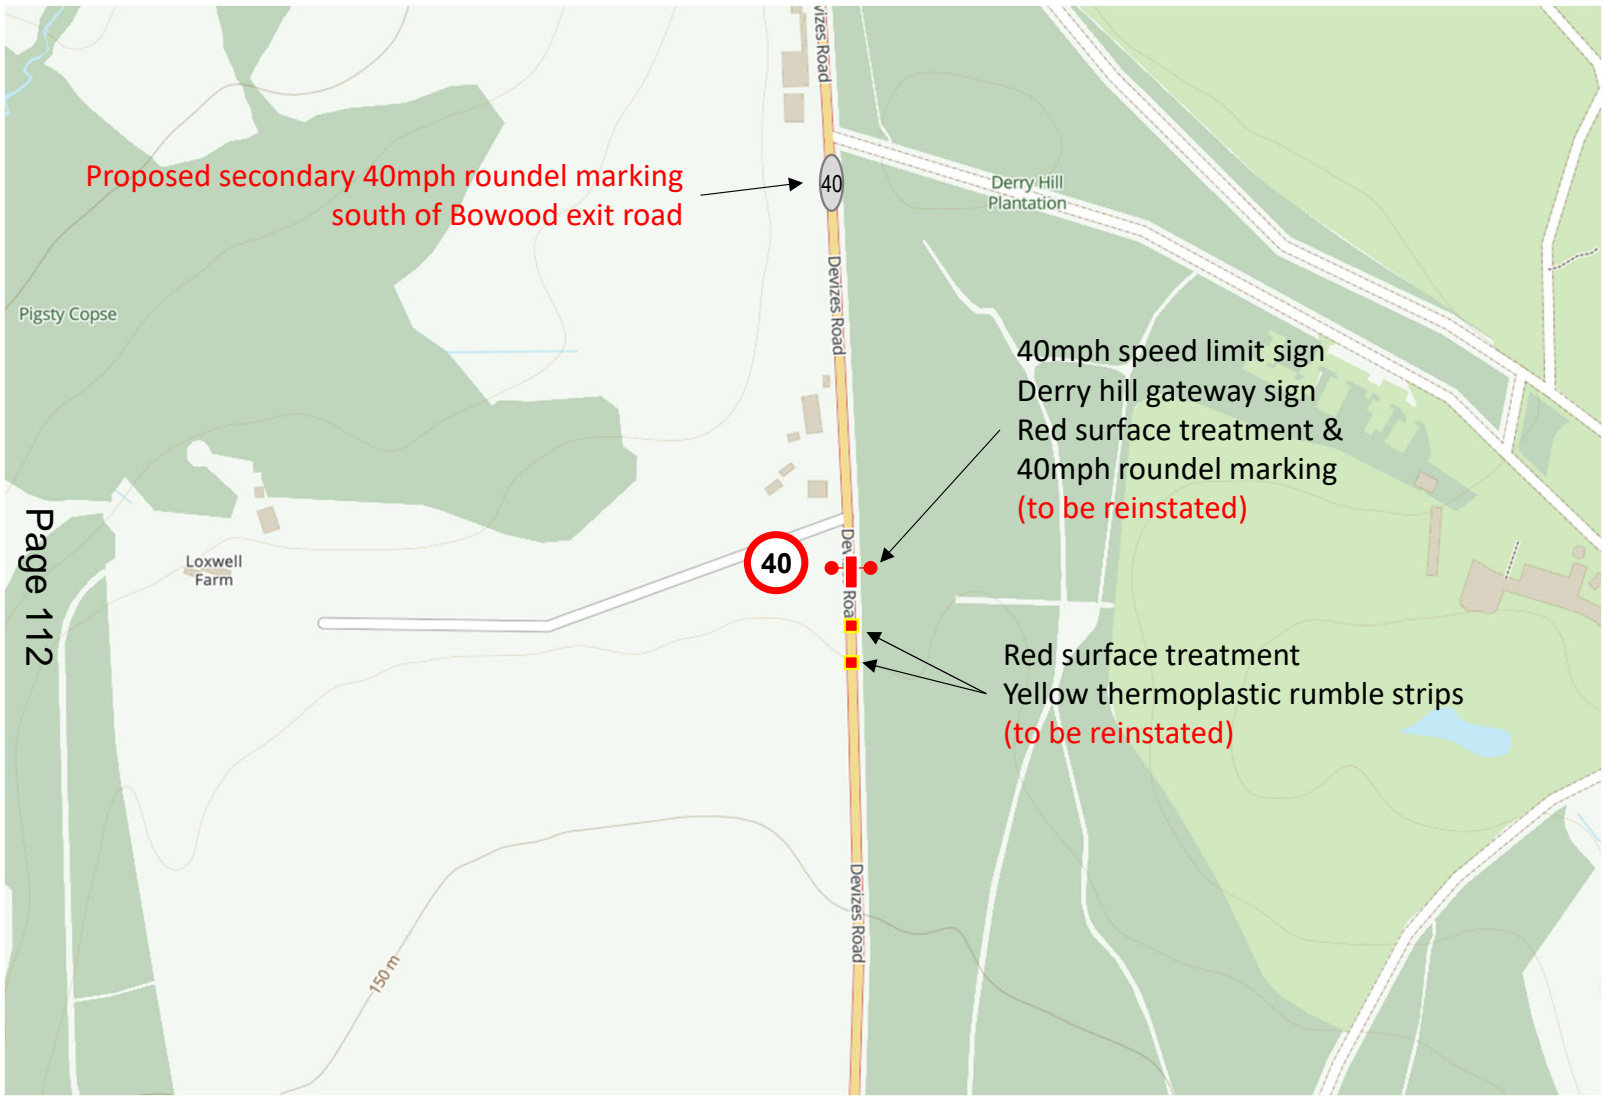 vizes Road
Proposed secondary 40mph roundel marking
south of Bowood exit road
40
Derry Hill
Plantation
Devizes Road
Pigsty Copse
40mph speed limit sign
Derry hill gateway sign
Red surface treatment &
40mph roundel marking
(to be reinstated)
Page 112
Loxwell
Farm
40
Red surface treatment
Yellow thermoplastic rumble strips
(to be reinstated)
Devizes Road
150 m